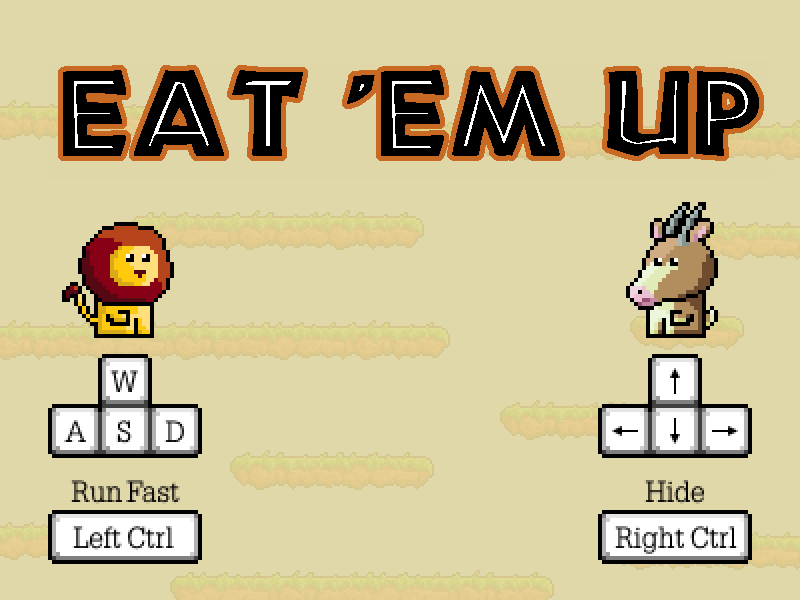 EAT 'EM UP
W ↑
A S D ← ↓ →
Run Fast Hide
Left Ctrl Right Ctrl